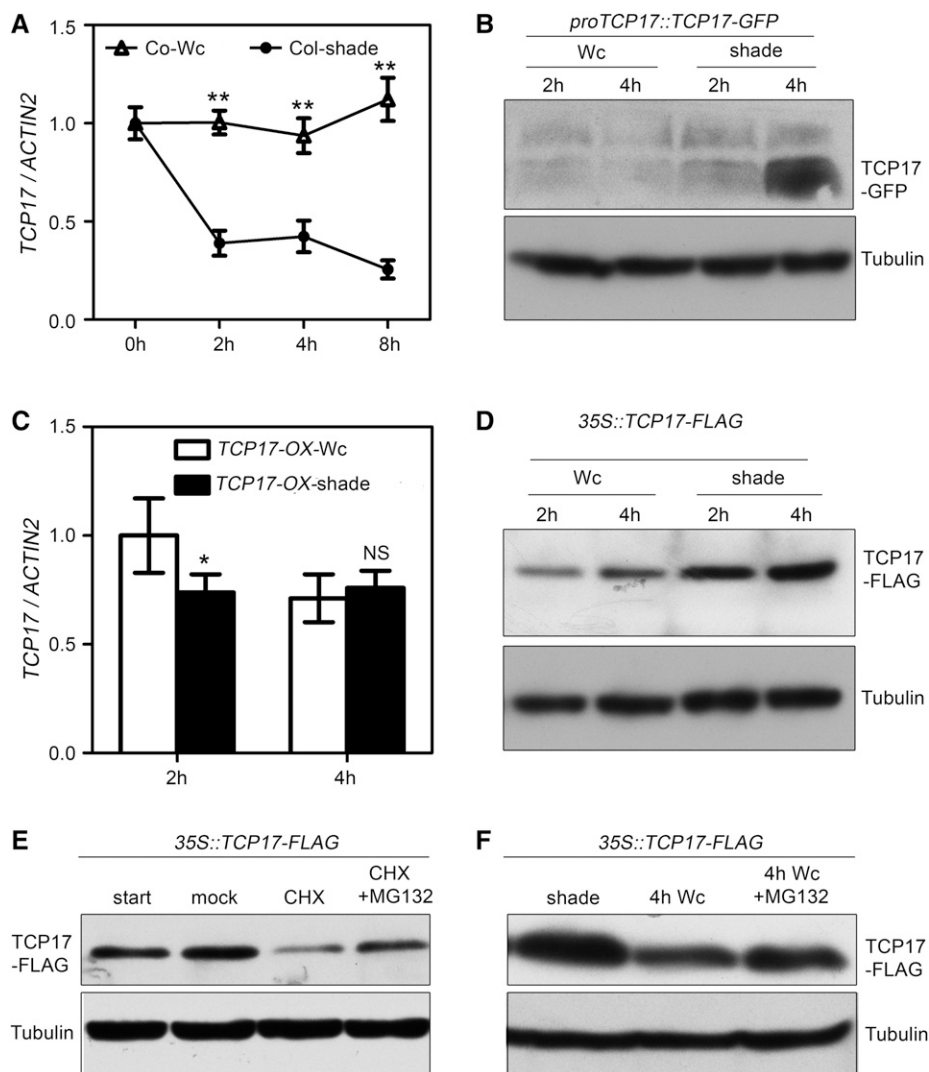 A
1.5
1.0
0.5
0.0
TCP17 / ACTIN2
Co-Wc
Col-shade
**
**
**
0h
2h
4h
8h
B
proTCP17::TCP17-GFP
Wc
shade
2h
4h
2h
4h
TCP17
-GFP
Tubulin
C
1.5
1.0
0.5
0.0
TCP17 / ACTIN2
TCP17-OX-Wc
TCP17-OX-shade
*
NS
2h
4h
D
35S::TCP17-FLAG
Wc
shade
2h
4h
2h
4h
TCP17
-FLAG
Tubulin
E
35S::TCP17-FLAG
start
mock
CHX
CHX
+MG132
TCP17
-FLAG
Tubulin
F
35S::TCP17-FLAG
shade
4h Wc
4h Wc
+MG132
TCP17
-FLAG
Tubulin